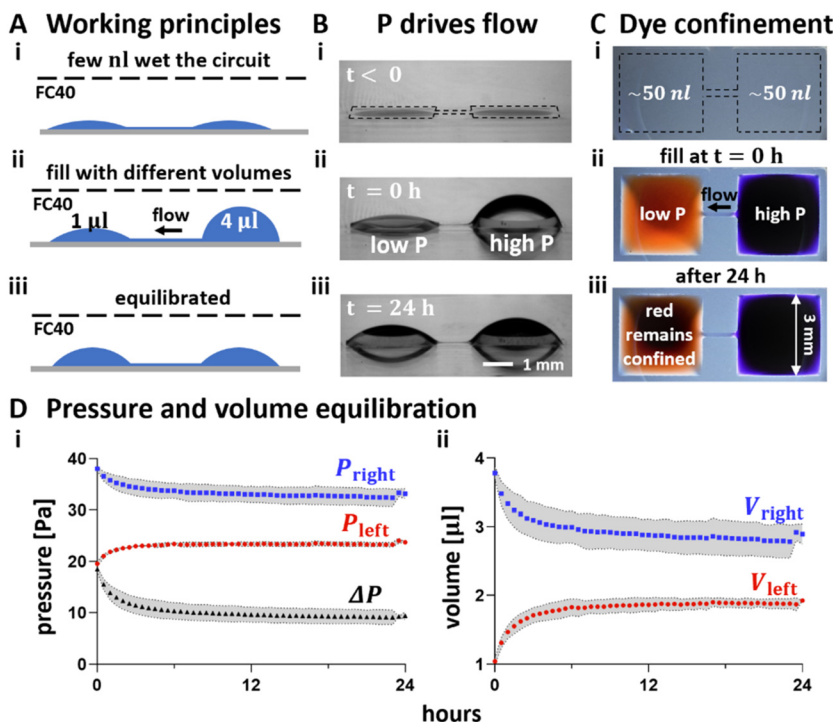 A Working principles
i
few nl wet the circuit
FC40
ii
fill with different volumes
FC40
1 μl
flow
4 μl
iii
equilibrated
FC40
B P drives flow
i
t < 0
ii
t = 0 h
low P
high P
iii
t = 24 h
1 mm
C Dye confinement
i
~50 nl
~50 nl
ii
fill at t = 0 h
flow
low P
high P
iii
after 24 h
red
remains
confined
3 mm
D Pressure and volume equilibration
i
pressure [Pa]
40
30
20
10
0
P right
P left
ΔP
0
12
24
ii
volume [μl]
4
3
2
1
V right
V left
0
12
24
hours